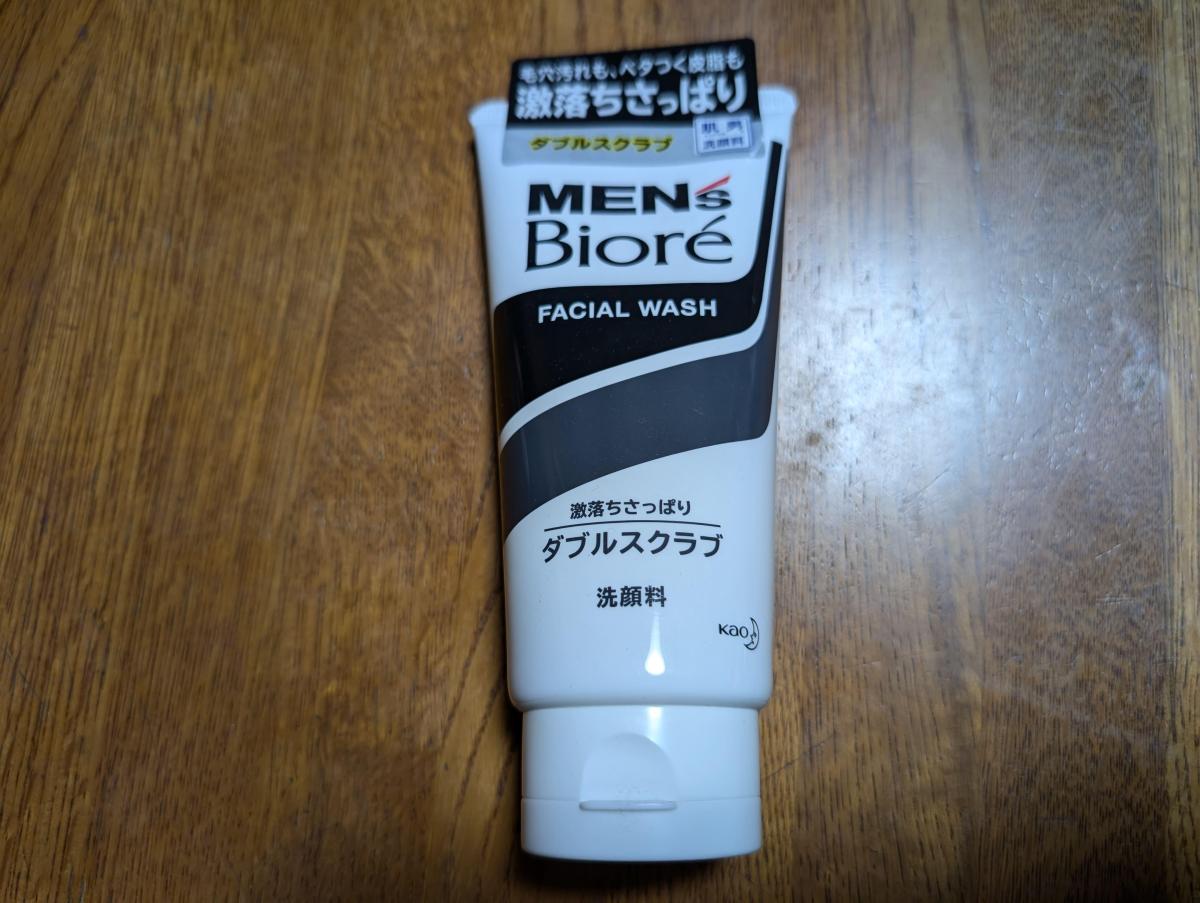 毛穴汚れも、ベタつく皮脂も
激落ちさっぱり
ダブルスクラブ
洗顔料
MEN's
Bioré
FACIAL WASH
激落ちさっぱり
ダブルスクラブ
洗顔料
Kao